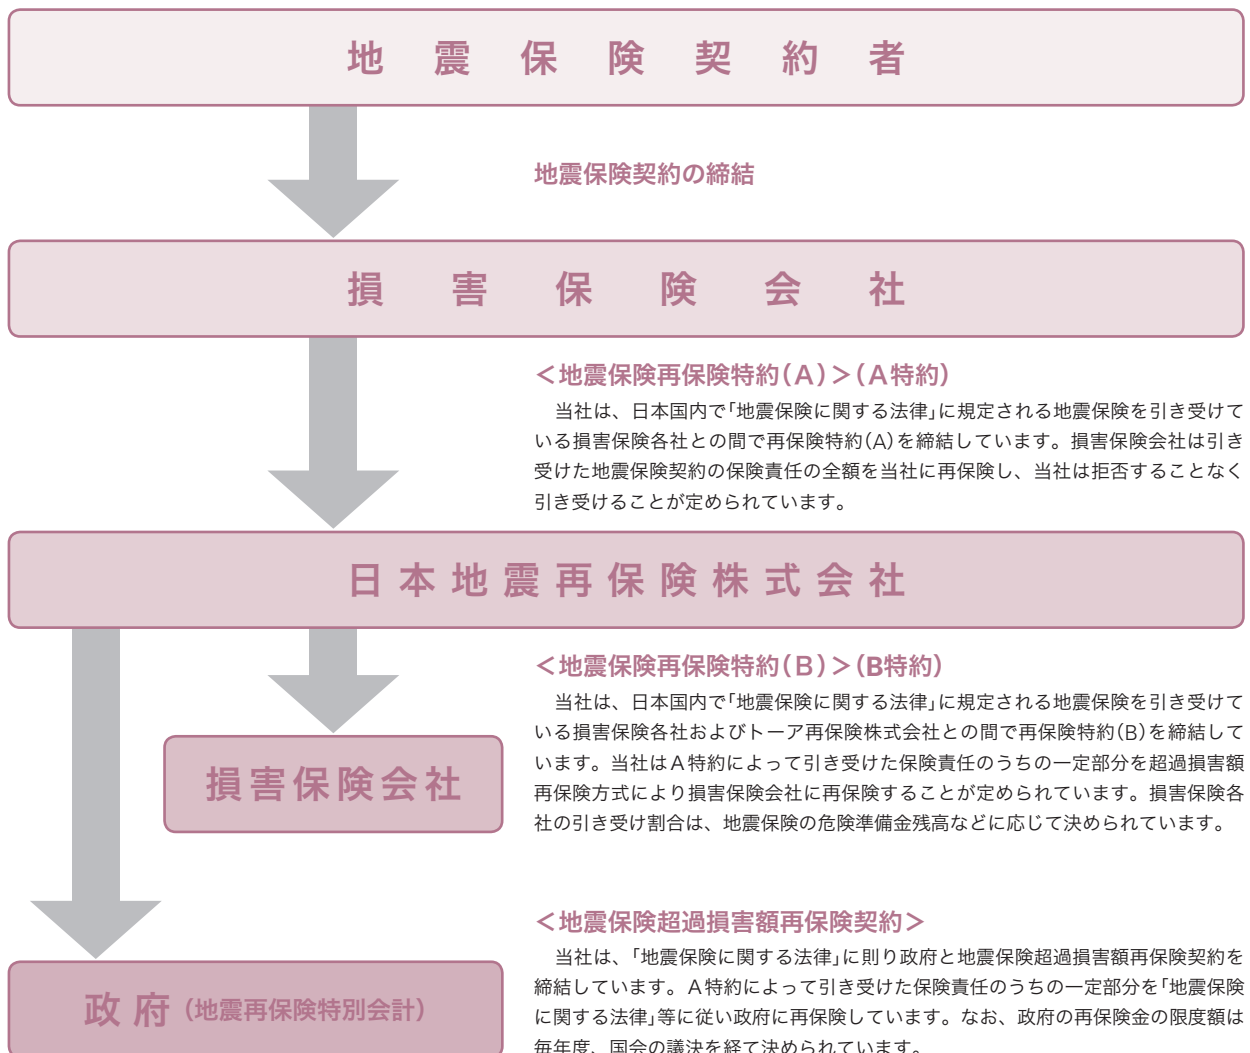 地震保険契約者
地震保険契約の締結
損害保険会社
＜地震保険再保険特約(A)＞(A特約)
当社は、日本国内で「地震保険に関する法律」に規定される地震保険を引き受けて
いる損害保険各社との間で再保険特約(A)を締結しています。損害保険会社は引き
受けた地震保険契約の保険責任の全額を当社に再保険し、当社は拒否することなく
引き受けることが定められています。
日本地震再保険株式会社
＜地震保険再保険特約(B)＞(B特約)
当社は、日本国内で「地震保険に関する法律」に規定される地震保険を引き受けて
いる損害保険各社およびトーア再保険株式会社との間で再保険特約(B)を締結して
います。当社はA特約によって引き受けた保険責任のうちの一定部分を超過損害額
再保険方式により損害保険会社に再保険することが定められています。損害保険各
社の引き受け割合は、地震保険の危険準備金残高などに応じて決められています。
損害保険会社
＜地震保険超過損害額再保険契約＞
当社は、「地震保険に関する法律」に則り政府と地震保険超過損害額再保険契約を
締結しています。A特約によって引き受けた保険責任のうちの一定部分を「地震保険
に関する法律」等に従い政府に再保険しています。なお、政府の再保険金の限度額は
毎年度、国会の議決を経て決められています。
政府(地震再保険特別会計)